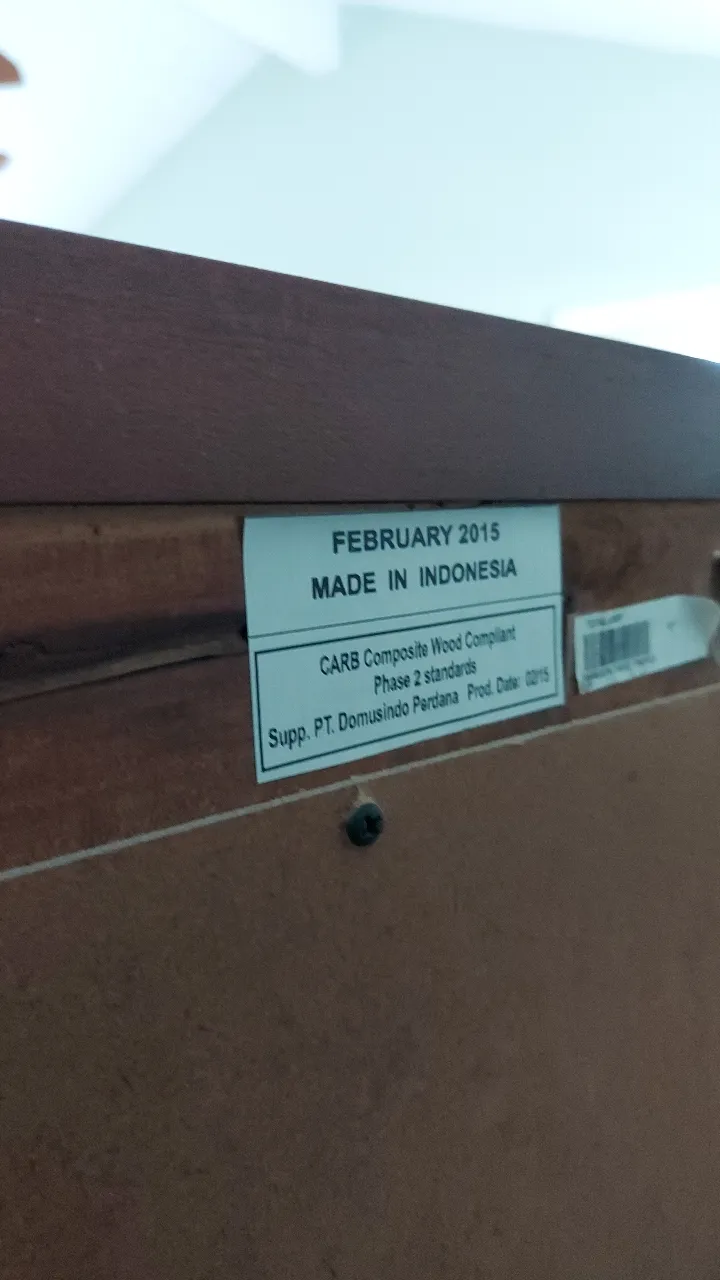 FEBRUARY 2015
MADE IN INDONESIA
CARB Composite Wood Compliant
Phase 2 standards
Supp. PT. Domusindo Perdana Prod. Date: 02/15